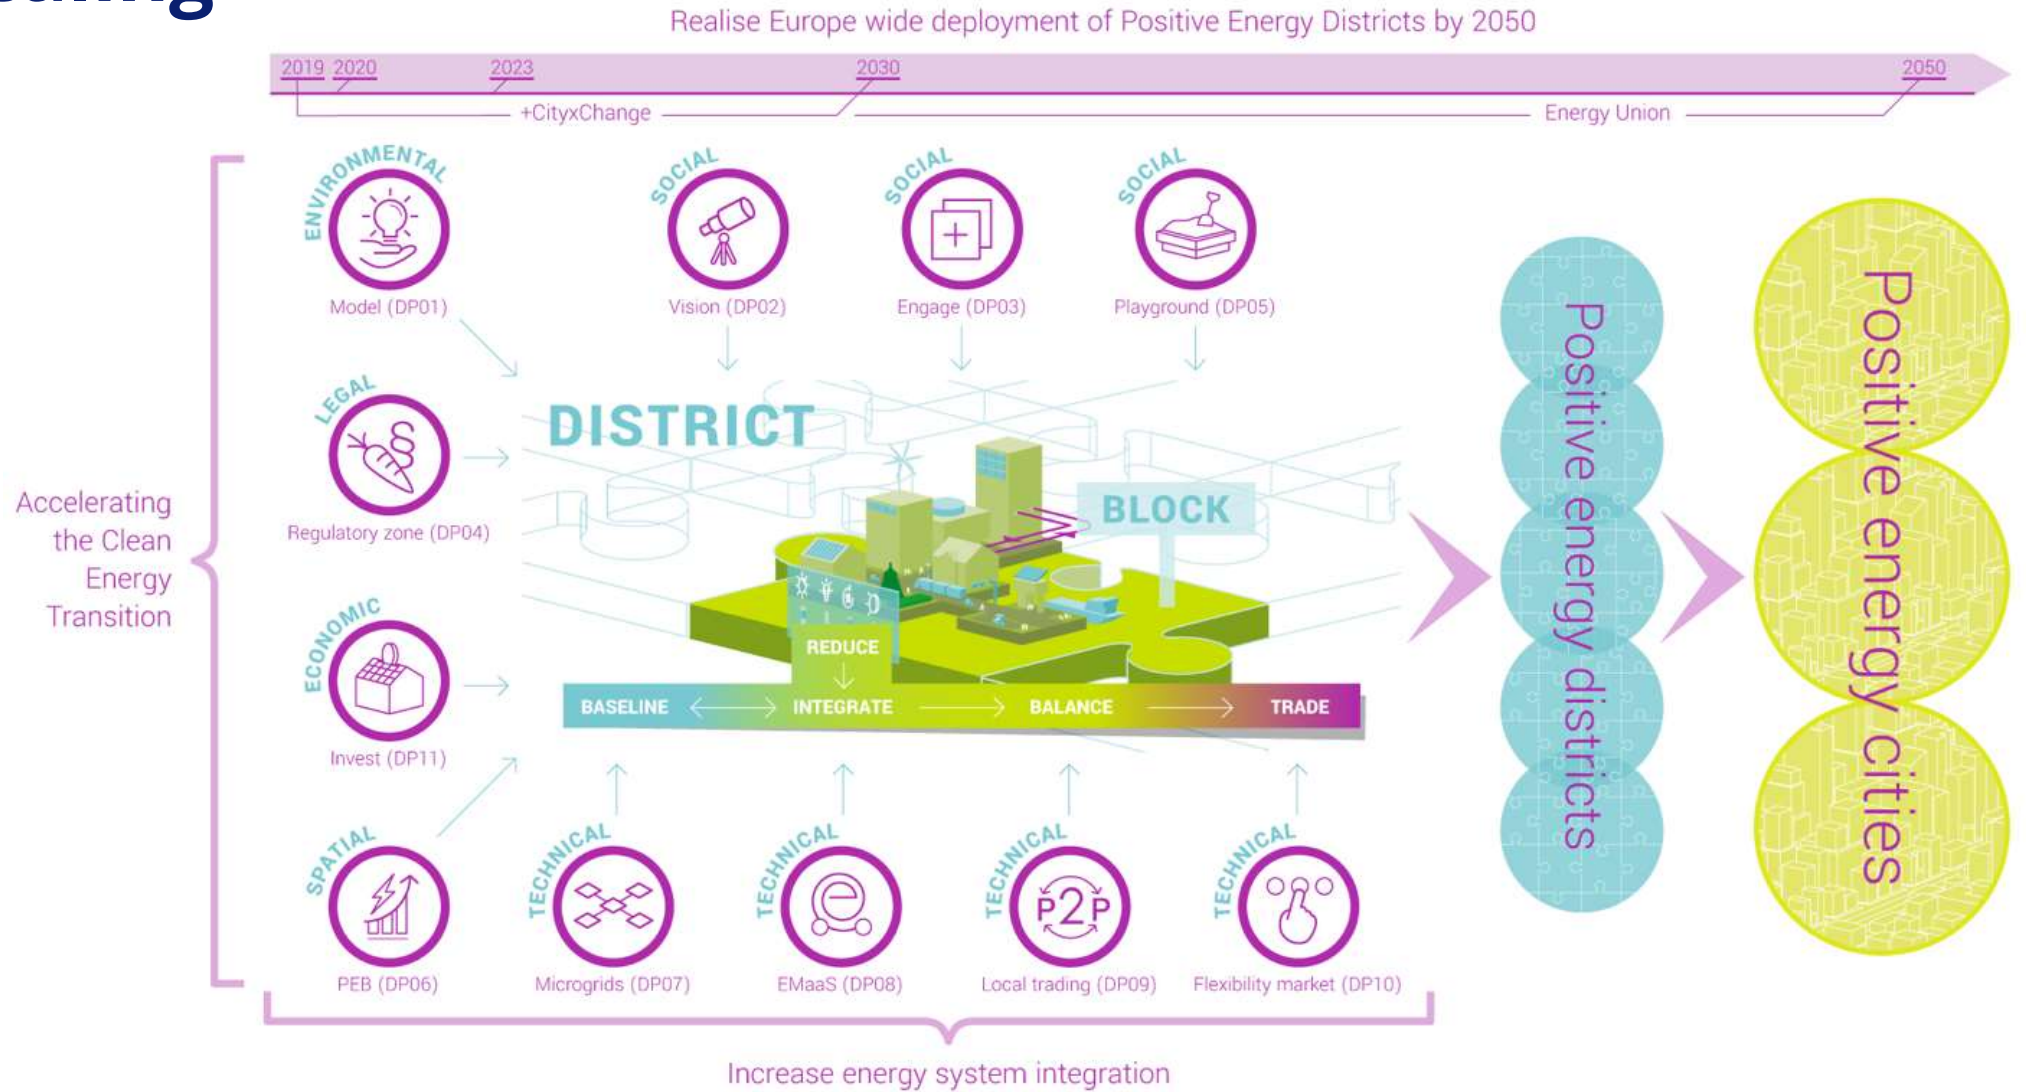 Realise Europe wide deployment of Positive Energy Districts by 2050
2019 2020 2023 2030 2050
+CityxChange
Energy Union
ENVIRONMENTAL
Model (DP01)
SOCIAL
Vision (DP02)
SOCIAL
Engage (DP03)
SOCIAL
Playground (DP05)
LEGAL
Regulatory zone (DP04)
ECONOMIC
Invest (DP11)
Accelerating
the Clean
Energy
Transition
DISTRICT
BLOCK
REDUCE
BASELINE INTEGRATE BALANCE TRADE
SPATIAL
PEB (DP06)
TECHNICAL
Microgrids (DP07)
TECHNICAL
e
EMaaS (DP08)
TECHNICAL
P2P
Local trading (DP09)
TECHNICAL
Flexibility market (DP10)
Increase energy system integration
Positive energy districts
Positive energy cities